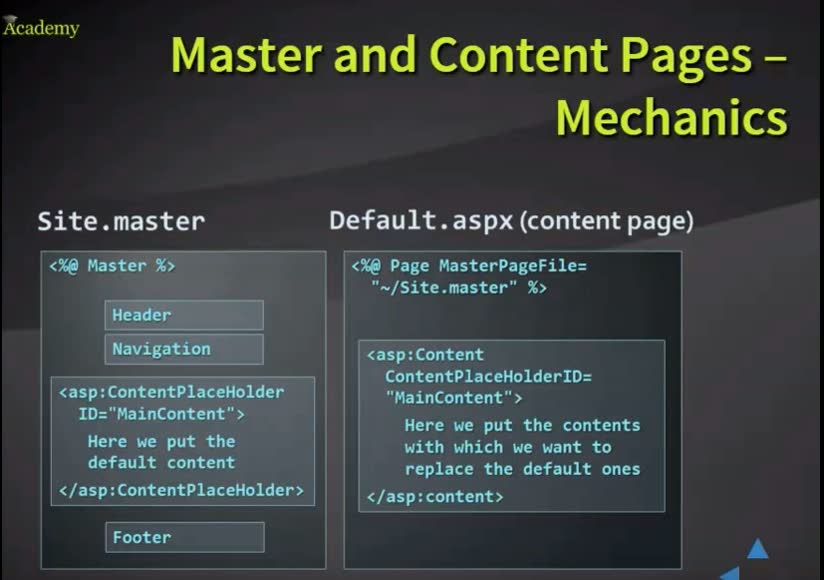 Academy
Master and Content Pages –
Mechanics
Site.master
<%@ Master %>
Header
Navigation
<asp:ContentPlaceHolder
ID="MainContent">
Here we put the
default content
</asp:ContentPlaceHolder>
Footer
Default.aspx (content page)
<%@ Page MasterPageFile=
"~/Site.master" %>
<asp:Content
ContentPlaceHolderID=
"MainContent">
Here we put the contents
with which we want to
replace the default ones
</asp:content>